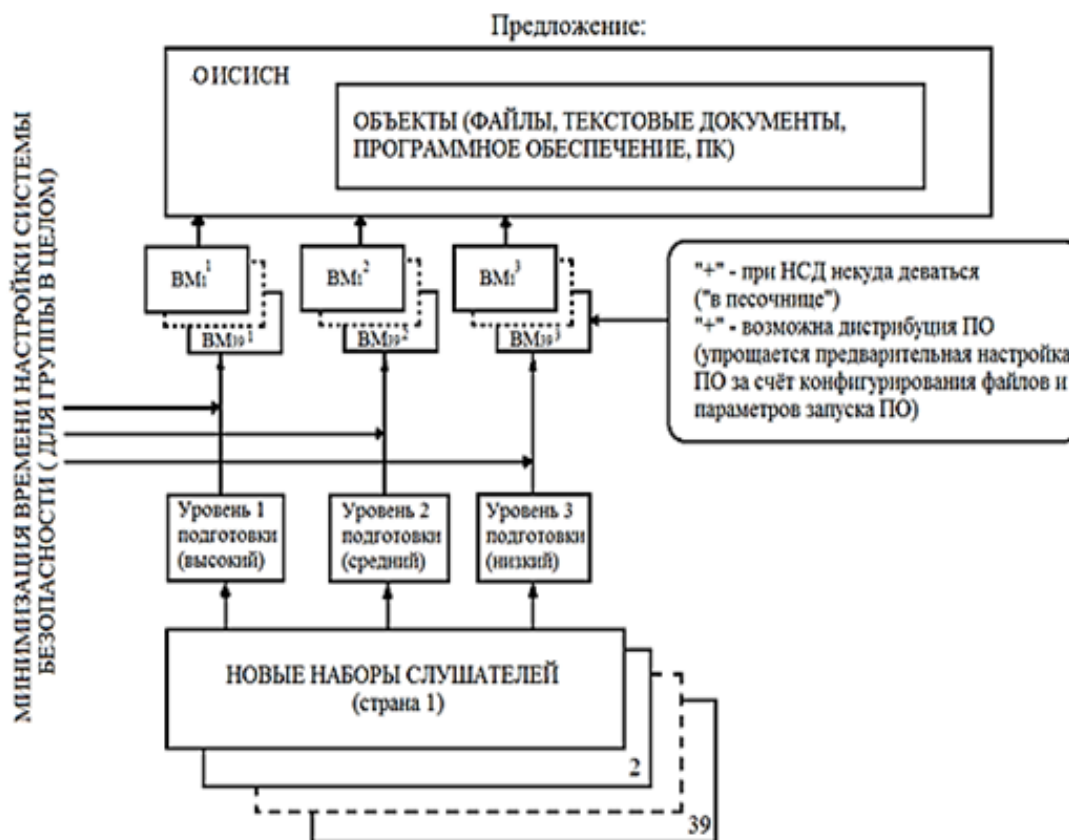 Предложение:
ОИСИСН
ОБЪЕКТЫ (ФАЙЛЫ, ТЕКСТОВЫЕ ДОКУМЕНТЫ,
ПРОГРАММНОЕ ОБЕСПЕЧЕНИЕ, ПК)
МИНИМИЗАЦИЯ ВРЕМЕНИ НАСТРОЙКИ СИСТЕМЫ
БЕЗОПАСНОСТИ ( ДЛЯ ГРУППЫ В ЦЕЛОМ)
ВМ1¹
ВМ39¹
ВМ1²
ВМ39²
ВМ1³
ВМ39³
"+" - при НСД некуда деваться
("в песочнице")
"+" - возможна дистрибуция ПО
(упрощается предварительная настройка
ПО за счёт конфигурирования файлов и
параметров запуска ПО)
Уровень 1
подготовки
(высокий)
Уровень 2
подготовки
(средний)
Уровень 3
подготовки
(низкий)
НОВЫЕ НАБОРЫ СЛУШАТЕЛЕЙ
(страна 1)
2
39